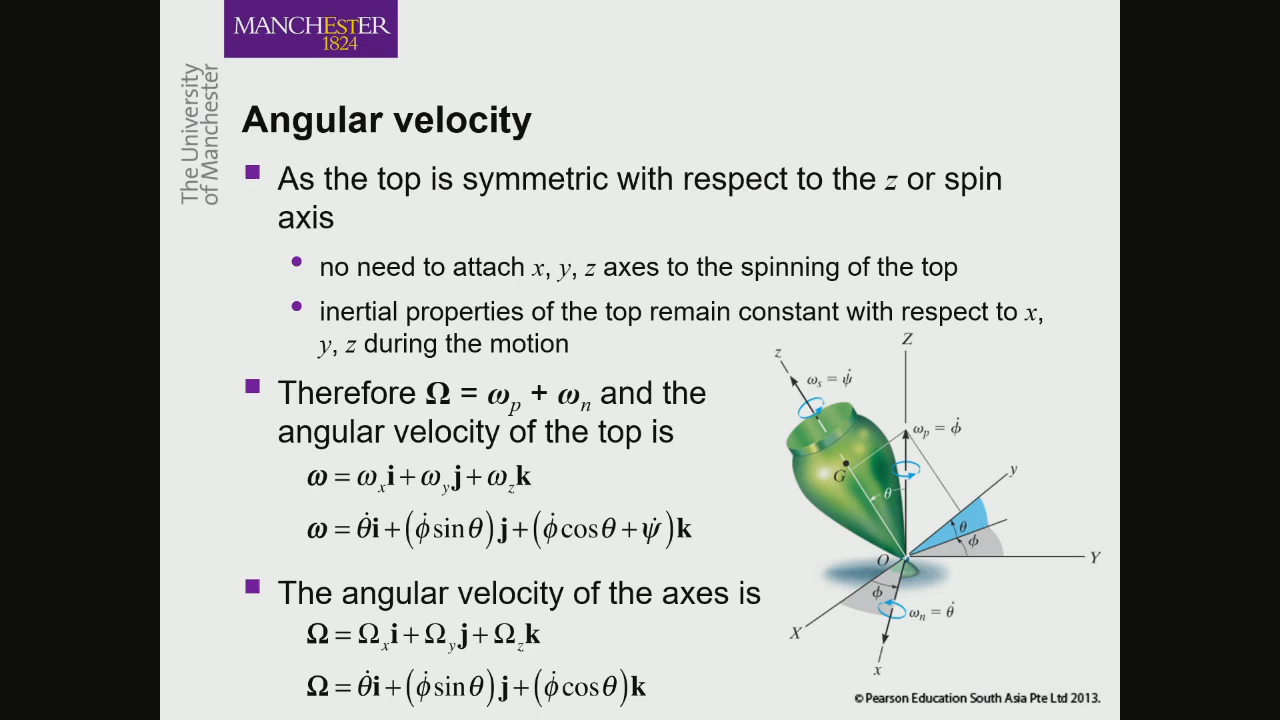 MANCHESTER
1824
The University
of Manchester
Angular velocity
As the top is symmetric with respect to the z or spin
axis
• no need to attach x, y, z axes to the spinning of the top
• inertial properties of the top remain constant with respect to x,
y, z during the motion
Therefore Ω = ωp + ωn and the
angular velocity of the top is
ω = ωxi + ωyj + ωzk
ω = θ̇i + (φ̇ sin θ)j + (φ̇ cos θ + ψ̇)k
The angular velocity of the axes is
Ω = Ωxi + Ωyj + Ωzk
Ω = θ̇i + (φ̇ sin θ)j + (φ̇ cos θ)k
Z
z
ωs = ψ̇
ωp = φ̇
G
θ
y
θ
φ
O
Y
φ
ωn = θ̇
X
x
© Pearson Education South Asia Pte Ltd 2013.